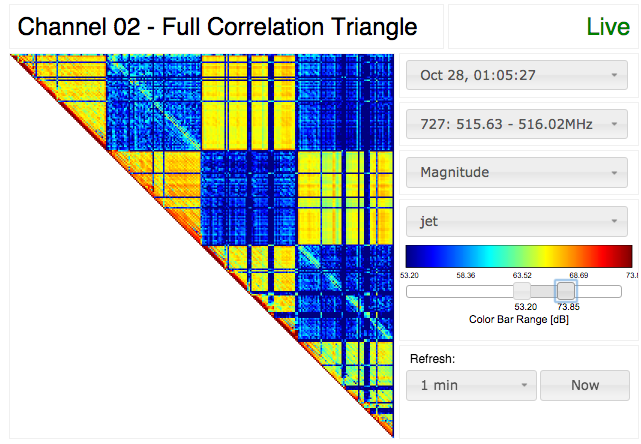 Channel 02 - Full Correlation Triangle
Live
Oct 28, 01:05:27
727: 515.63 - 516.02MHz
Magnitude
jet
53.20 58.36 63.52 68.69 73.8
53.20 73.85
Color Bar Range [dB]
Refresh:
1 min
Now